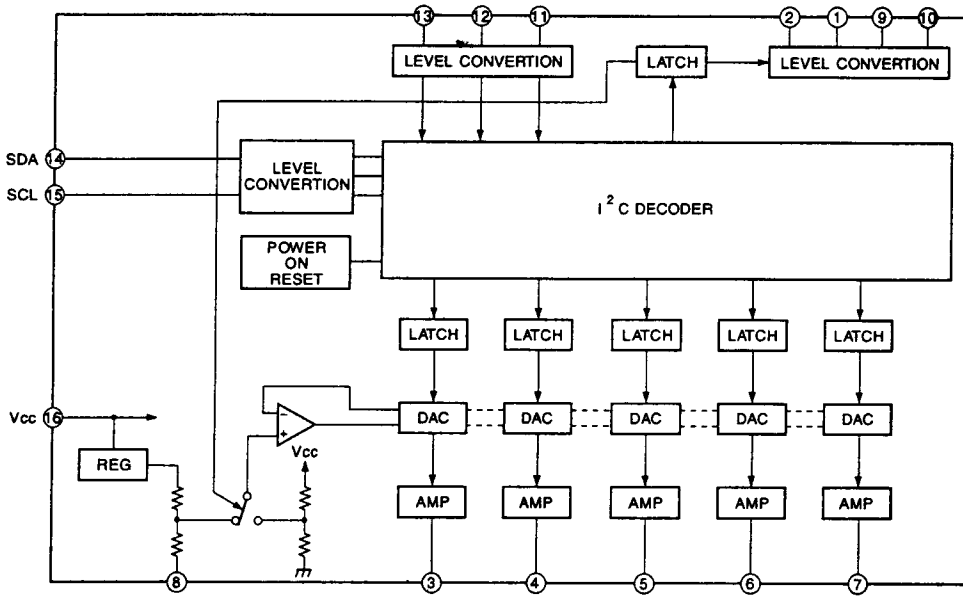 13 12 11 2 1 9 10
LEVEL CONVERTION LATCH LEVEL CONVERTION
SDA 14 LEVEL
CONVERTION
SCL 15
I²C DECODER
POWER
ON
RESET
LATCH LATCH LATCH LATCH LATCH
Vcc 16
- DAC DAC DAC DAC DAC
+
Vcc
REG
AMP AMP AMP AMP AMP
8 3 4 5 6 7